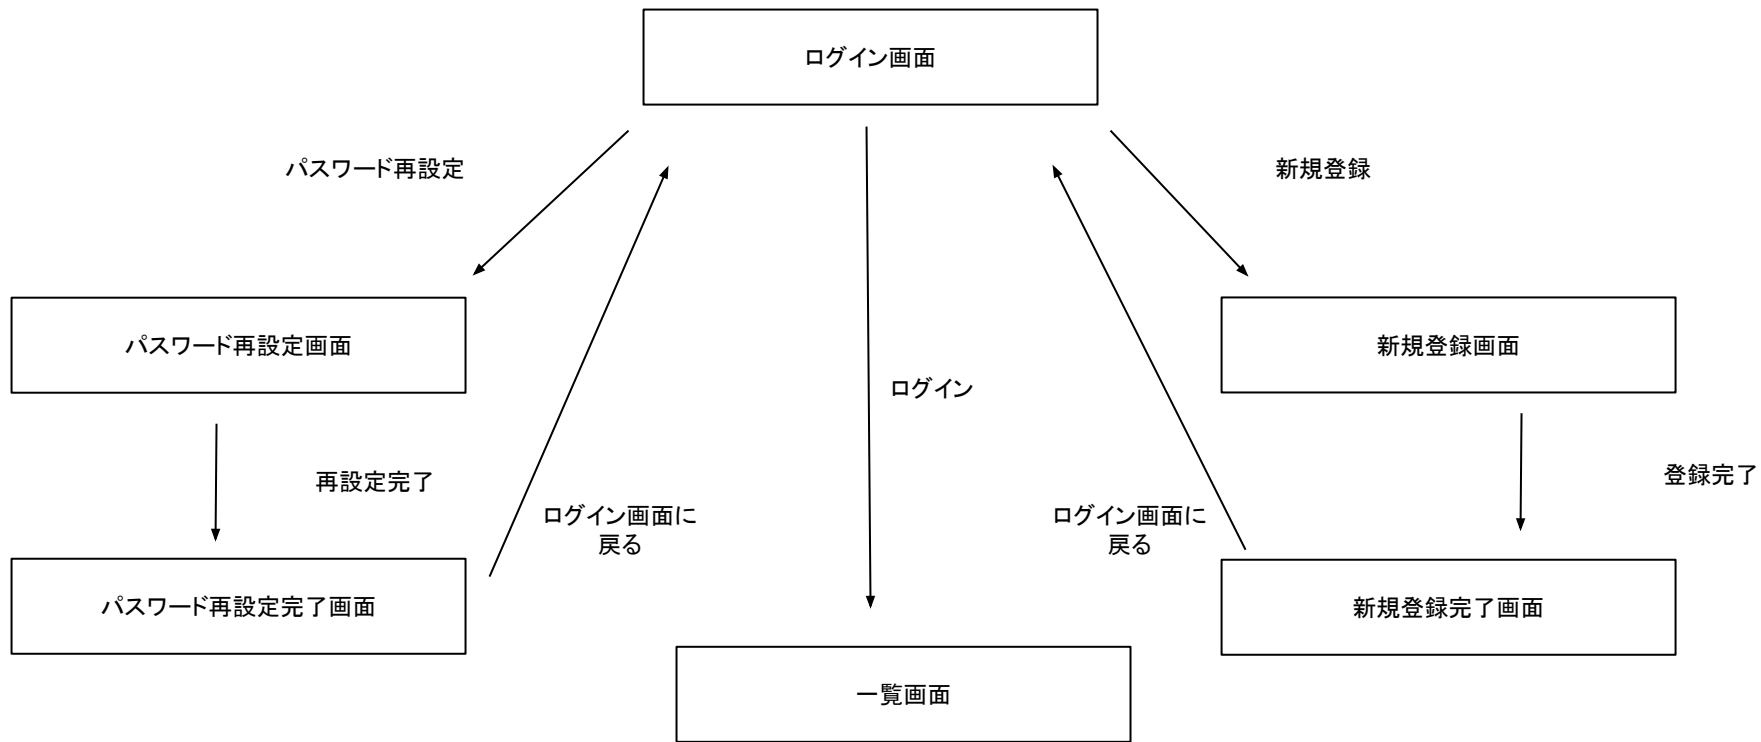 ログイン画面
パスワード再設定
新規登録
パスワード再設定画面
新規登録画面
ログイン
再設定完了
登録完了
ログイン画面に
戻る
ログイン画面に
戻る
パスワード再設定完了画面
新規登録完了画面
一覧画面